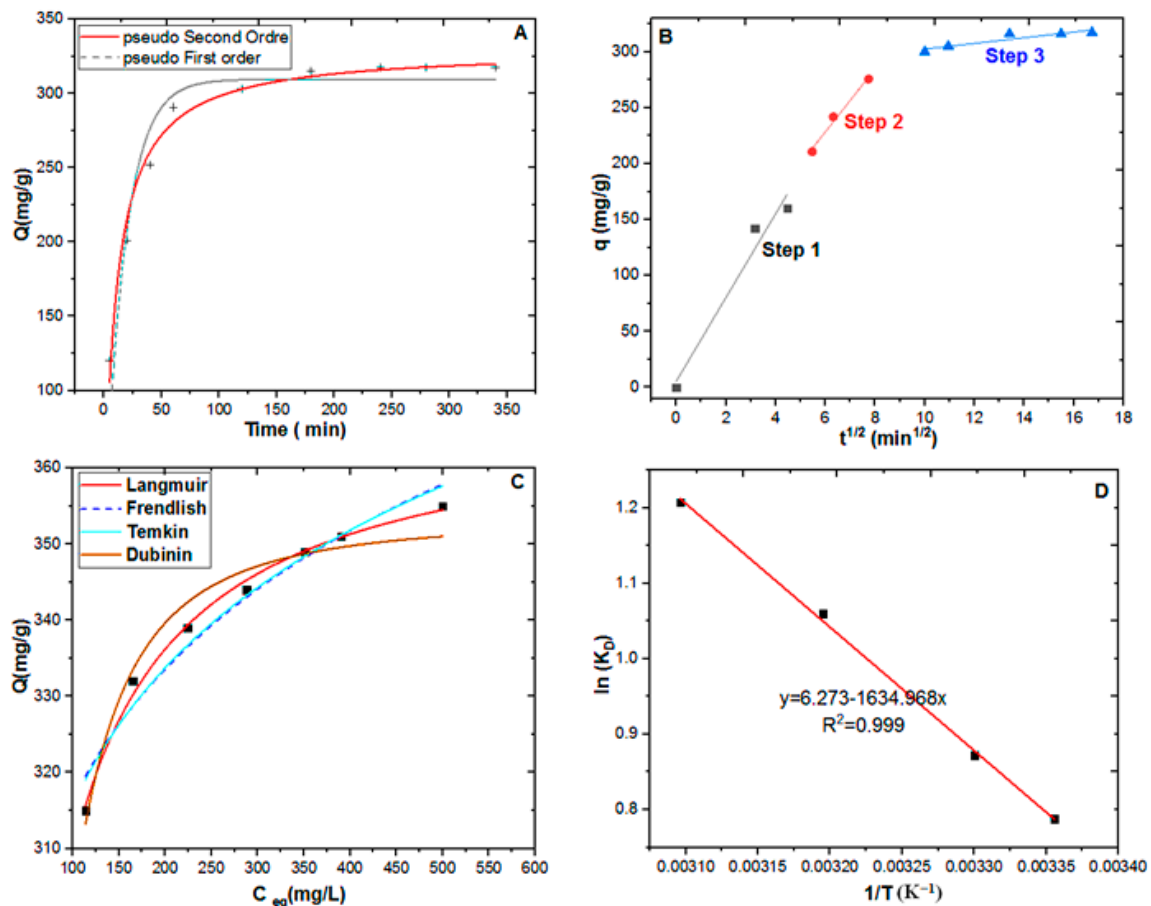 A
pseudo Second Ordre
pseudo First order
350
300
250
200
150
100
Q(mg/g)
0 50 100 150 200 250 300 350
Time ( min)
B
Step 1
Step 2
Step 3
300
250
200
150
100
50
0
q (mg/g)
0 2 4 6 8 10 12 14 16 18
t^1/2 (min^1/2)
C
Langmuir
Frendlish
Temkin
Dubinin
360
350
340
330
320
310
Q(mg/g)
100 150 200 250 300 350 400 450 500 550 600
C eq(mg/L)
D
1.2
1.1
1.0
0.9
0.8
ln (K_D)
y=6.273-1634.968x
R²=0.999
0.00310 0.00315 0.00320 0.00325 0.00330 0.00335 0.00340
1/T (K⁻¹)